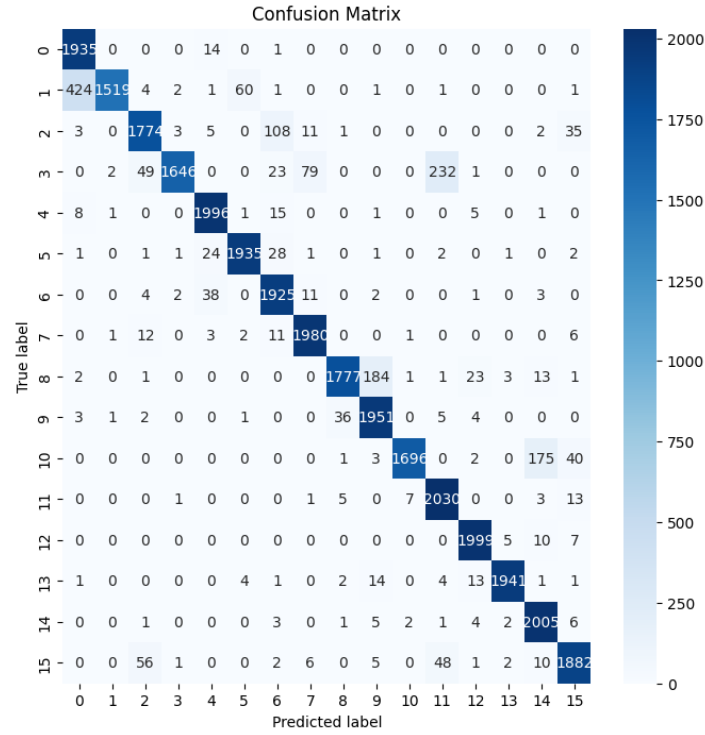 Confusion Matrix
0 1935 0 0 0 14 0 1 0 0 0 0 0 0 0 0 0
1 424 1519 4 2 1 60 1 0 0 1 0 1 0 0 0 1
2 3 0 1774 3 5 0 108 11 1 0 0 0 0 0 2 35
3 0 2 49 1646 0 0 23 79 0 0 0 232 1 0 0 0
4 8 1 0 0 1996 1 15 0 0 1 0 0 5 0 1 0
5 1 0 1 1 24 1935 28 1 0 1 0 2 0 1 0 2
6 0 0 4 2 38 0 1925 11 0 2 0 0 1 0 3 0
7 0 1 12 0 3 2 11 1980 0 0 1 0 0 0 0 6
8 2 0 1 0 0 0 0 0 1777 184 1 1 23 3 13 1
9 3 1 2 0 0 1 0 0 36 1951 0 5 4 0 0 0
10 0 0 0 0 0 0 0 0 1 3 1696 0 2 0 175 40
11 0 0 0 1 0 0 0 1 5 0 7 2030 0 0 3 13
12 0 0 0 0 0 0 0 0 0 0 0 0 1999 5 10 7
13 1 0 0 0 0 4 1 0 2 14 0 4 13 1941 1 1
14 0 0 1 0 0 0 3 0 1 5 2 1 4 2 2005 6
15 0 0 56 1 0 0 2 6 0 5 0 48 1 2 10 1882
0 1 2 3 4 5 6 7 8 9 10 11 12 13 14 15
Predicted label
True label
2000
1750
1500
1250
1000
750
500
250
0